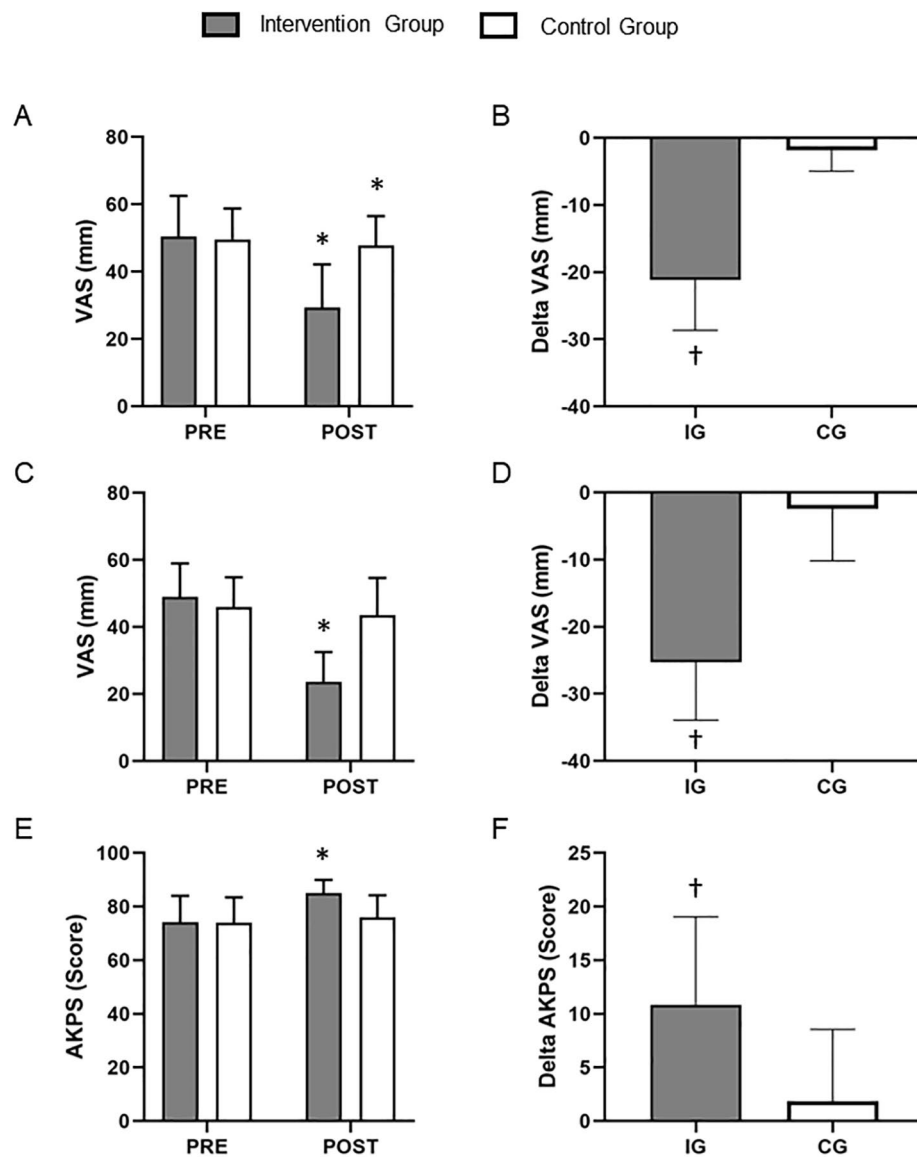 Intervention Group Control Group
A
80
60
40
20
0
VAS (mm)
* *
PRE POST
B
0
-10
-20
-30
-40
Delta VAS (mm)
†
IG CG
C
80
60
40
20
0
VAS (mm)
*
PRE POST
D
0
-10
-20
-30
-40
Delta VAS (mm)
†
IG CG
E
100
80
60
40
20
0
AKPS (Score)
*
PRE POST
F
25
20
15
10
5
0
Delta AKPS (Score)
†
IG CG